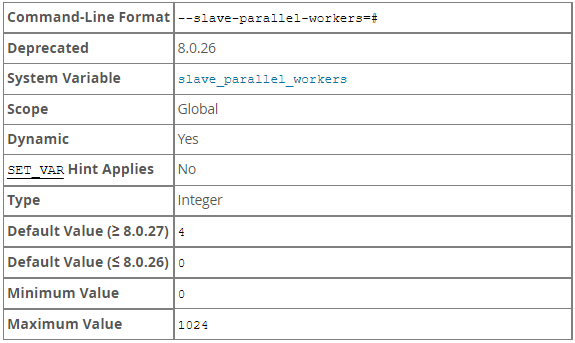 Command-Line Format --slave-parallel-workers=#
Deprecated 8.0.26
System Variable slave_parallel_workers
Scope Global
Dynamic Yes
SET_VAR Hint Applies No
Type Integer
Default Value (≥ 8.0.27) 4
Default Value (≤ 8.0.26) 0
Minimum Value 0
Maximum Value 1024